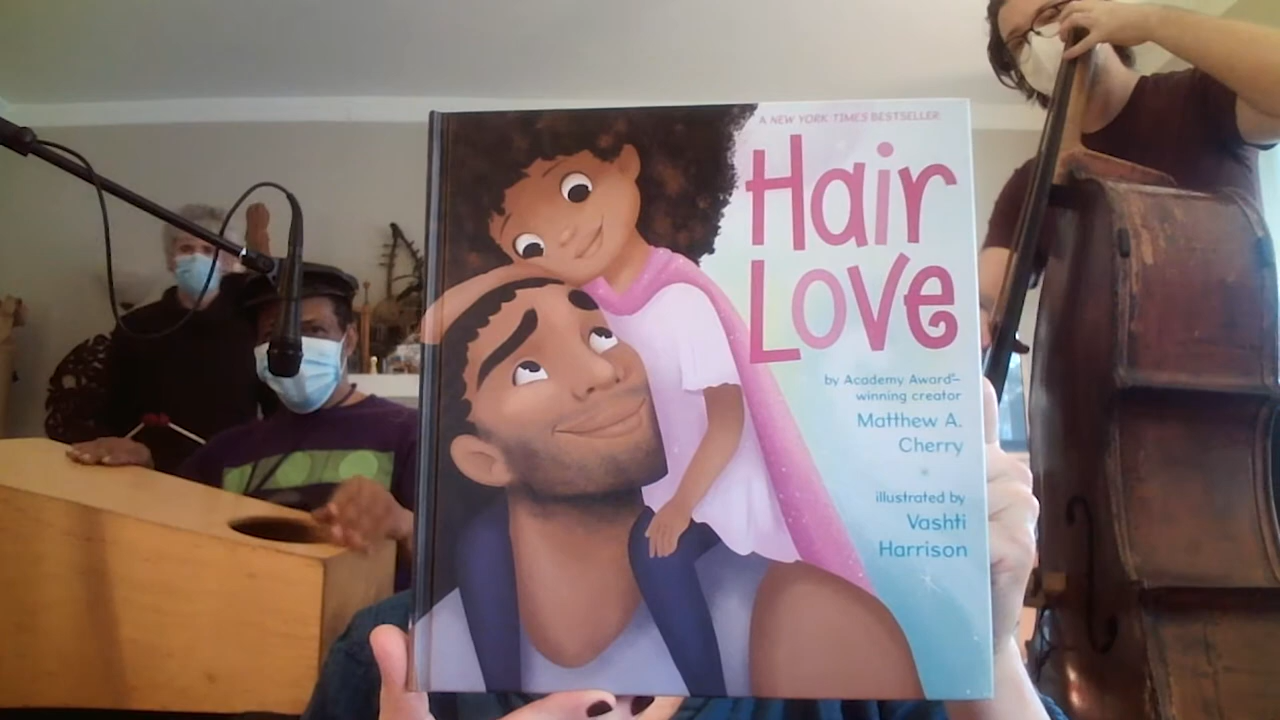 A NEW YORK TIMES BESTSELLER
Hair
Love
by Academy Award®–
winning creator
Matthew A.
Cherry
illustrated by
Vashti
Harrison